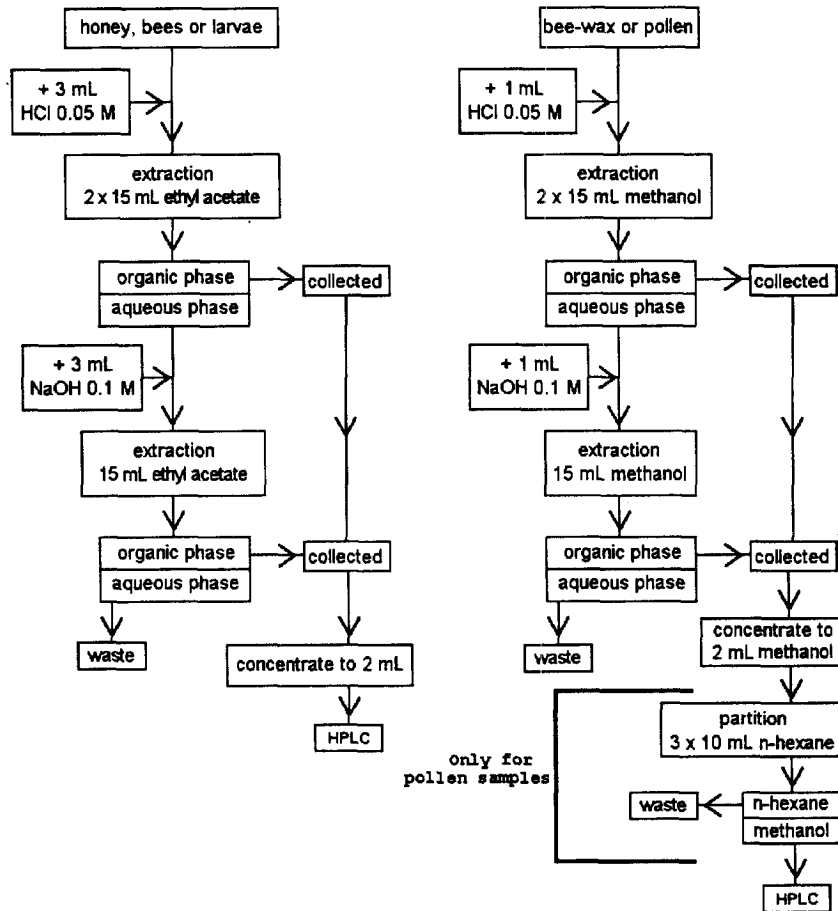 honey, bees or larvae
+ 3 mL
HCl 0.05 M
extraction
2 x 15 mL ethyl acetate
organic phase
aqueous phase
collected
+ 3 mL
NaOH 0.1 M
extraction
15 mL ethyl acetate
organic phase
aqueous phase
collected
waste
concentrate to 2 mL
HPLC
bee-wax or pollen
+ 1 mL
HCl 0.05 M
extraction
2 x 15 mL methanol
organic phase
aqueous phase
collected
+ 1 mL
NaOH 0.1 M
extraction
15 mL methanol
organic phase
aqueous phase
collected
waste
concentrate to
2 mL methanol
Only for
pollen samples
partition
3 x 10 mL n-hexane
waste
n-hexane
methanol
HPLC